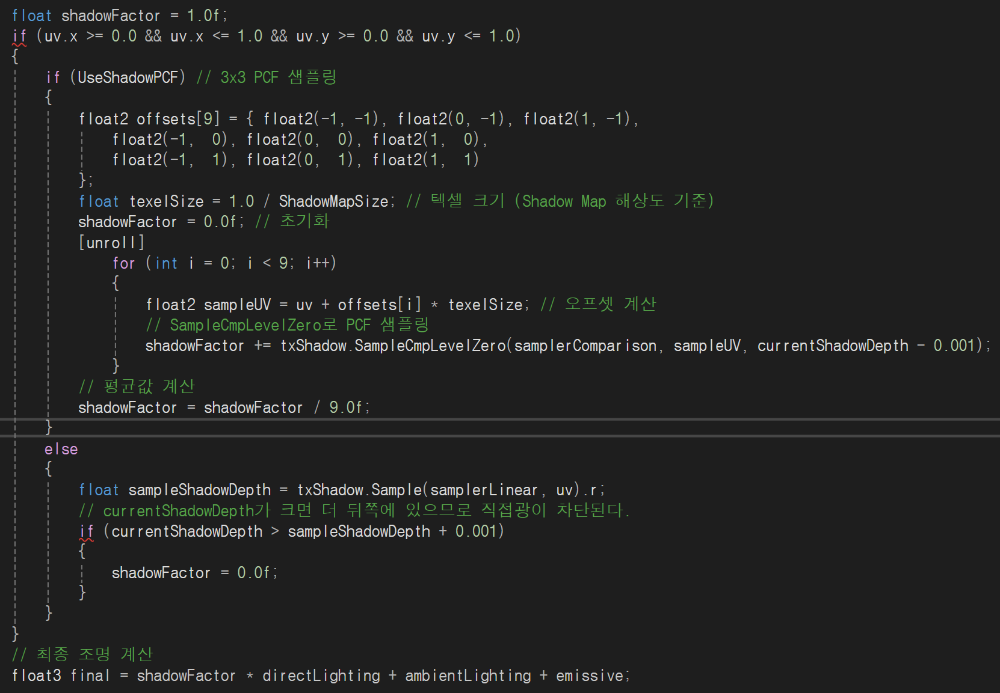 float shadowFactor = 1.0f;
if (uv.x >= 0.0 && uv.x <= 1.0 && uv.y >= 0.0 && uv.y <= 1.0)
{
if (UseShadowPCF) // 3x3 PCF 샘플링
{
float2 offsets[9] = { float2(-1, -1), float2(0, -1), float2(1, -1),
float2(-1,  0), float2(0,  0), float2(1,  0),
float2(-1,  1), float2(0,  1), float2(1,  1)
};
float texelSize = 1.0 / ShadowMapSize; // 텍셀 크기 (Shadow Map 해상도 기준)
shadowFactor = 0.0f; // 초기화
[unroll]
for (int i = 0; i < 9; i++)
{
float2 sampleUV = uv + offsets[i] * texelSize; // 오프셋 계산
// SampleCmpLevelZero로 PCF 샘플링
shadowFactor += txShadow.SampleCmpLevelZero(samplerComparison, sampleUV, currentShadowDepth - 0.001);
}
// 평균값 계산
shadowFactor = shadowFactor / 9.0f;
}
else
{
float sampleShadowDepth = txShadow.Sample(samplerLinear, uv).r;
// currentShadowDepth가 크면 더 뒤쪽에 있으므로 직접광이 차단된다.
if (currentShadowDepth > sampleShadowDepth + 0.001)
{
shadowFactor = 0.0f;
}
}
}
// 최종 조명 계산
float3 final = shadowFactor * directLighting + ambientLighting + emissive;